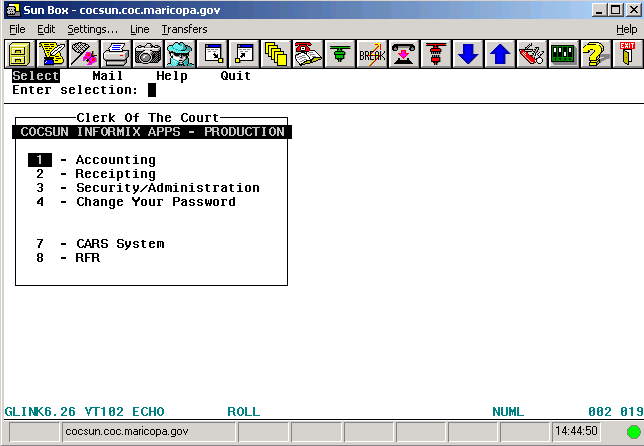 Sun Box - cocsun.coc.maricopa.gov
File Edit Settings... Line Transfers Help
BREAK EXIT
Select Mail Help Quit
Enter selection:
Clerk Of The Court
COCSUN INFORMIX APPS - PRODUCTION
1 - Accounting
2 - Receipting
3 - Security/Administration
4 - Change Your Password
7 - CARS System
8 - RFR
GLINK6.26 VT102 ECHO ROLL NUML 002 019
cocsun.coc.maricopa.gov 14:44:50